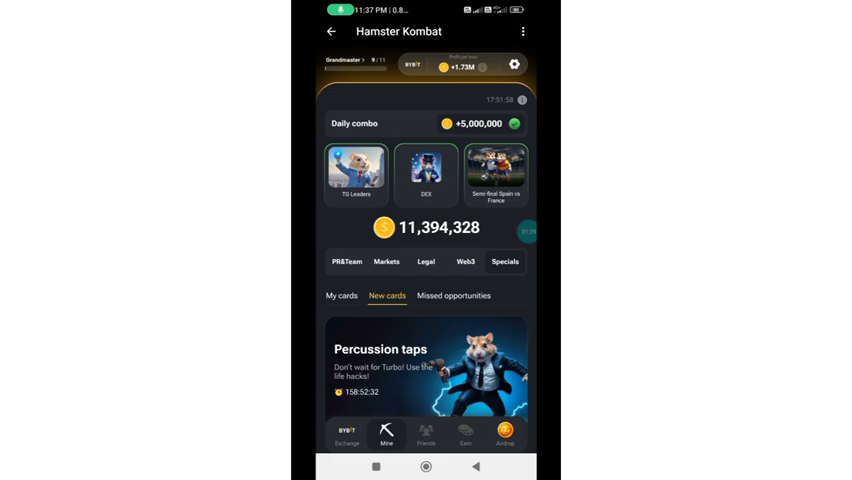 11:37 PM | 0.8...
Hamster Kombat
Grandmaster > 9 / 11
BYBIT
Profit per hour
+1.73M
17:51:58
Daily combo
+5,000,000
TG Leaders
DEX
Semi-final Spain vs
France
11,394,328
PR&Team Markets Legal Web3 Specials
My cards New cards Missed opportunities
Percussion taps
Don't wait for Turbo! Use the
life hacks!
158:52:32
BYBIT
Exchange Mine Friends Earn Airdrop